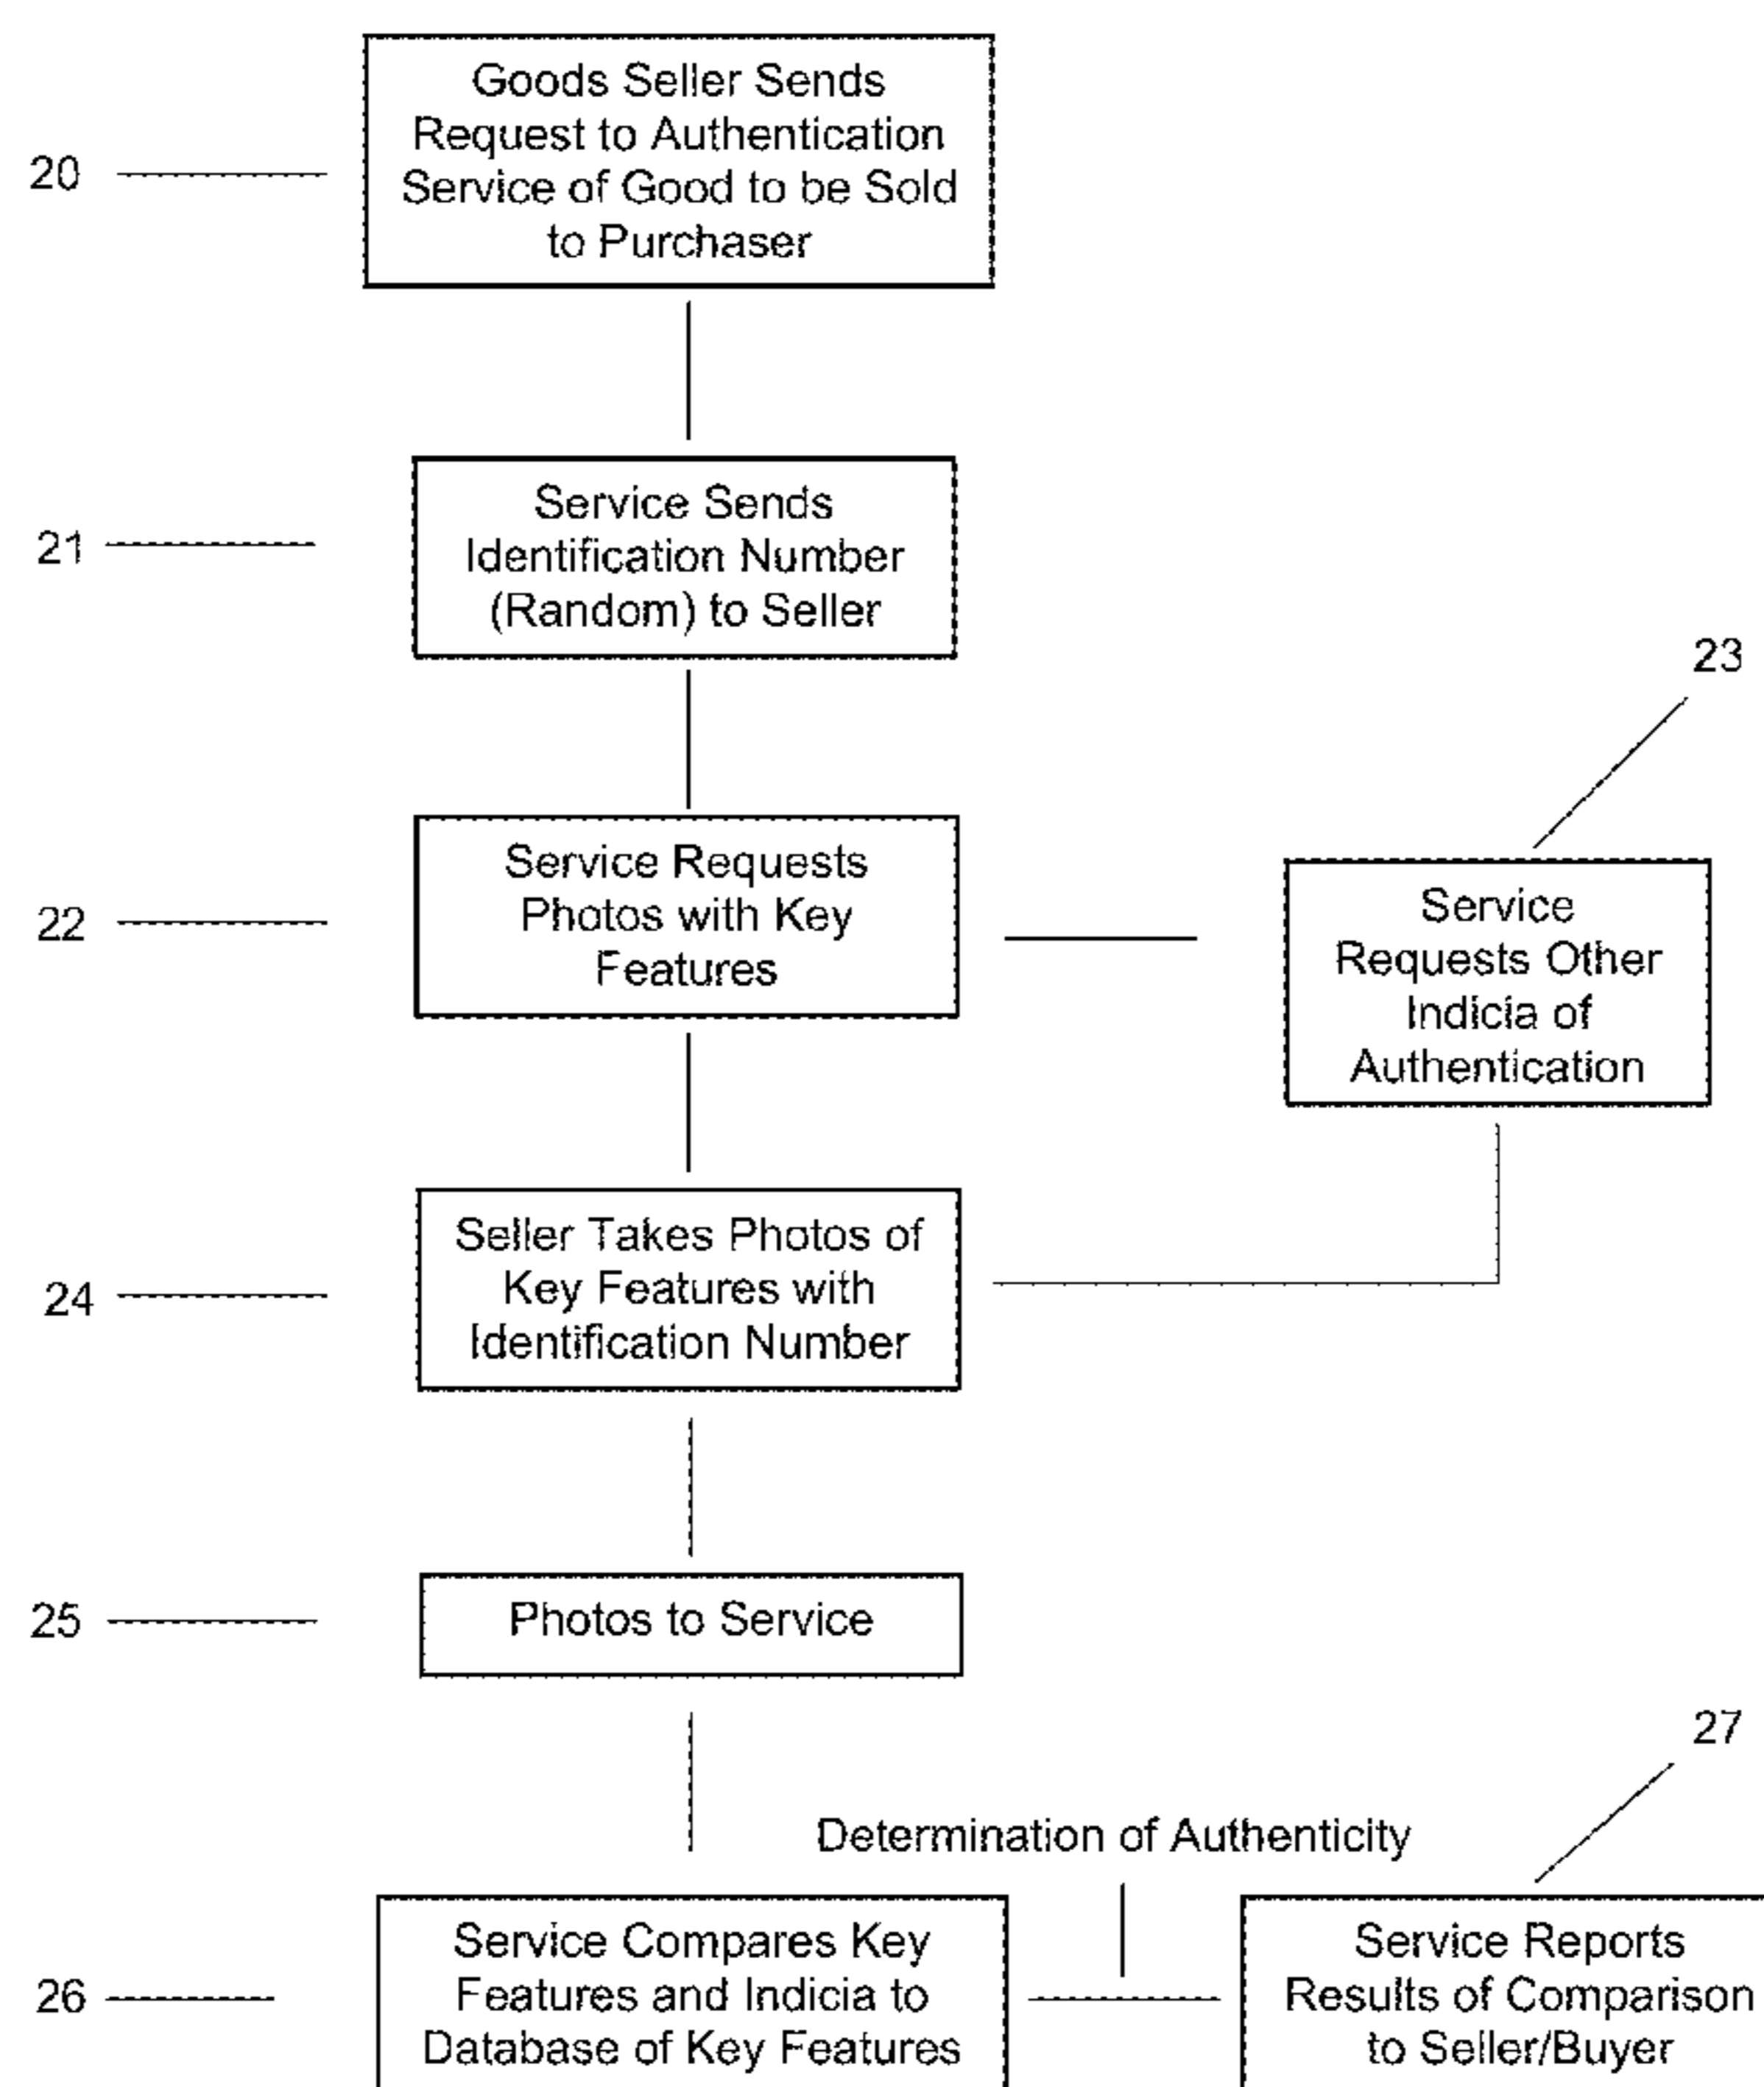 20
Goods Seller Sends
Request to Authentication
Service of Good to be Sold
to Purchaser
21
Service Sends
Identification Number
(Random) to Seller
22
Service Requests
Photos with Key
Features
23
Service
Requests Other
Indicia of
Authentication
24
Seller Takes Photos of
Key Features with
Identification Number
25
Photos to Service
Determination of Authenticity
26
Service Compares Key
Features and Indicia to
Database of Key Features
27
Service Reports
Results of Comparison
to Seller/Buyer